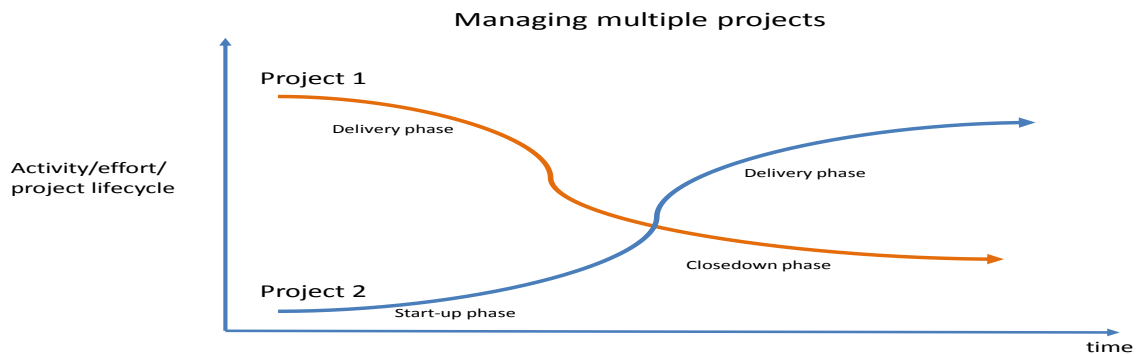 Managing multiple projects
Project 1
Delivery phase
Activity/effort/
project lifecycle
Delivery phase
Closedown phase
Project 2
Start-up phase
time